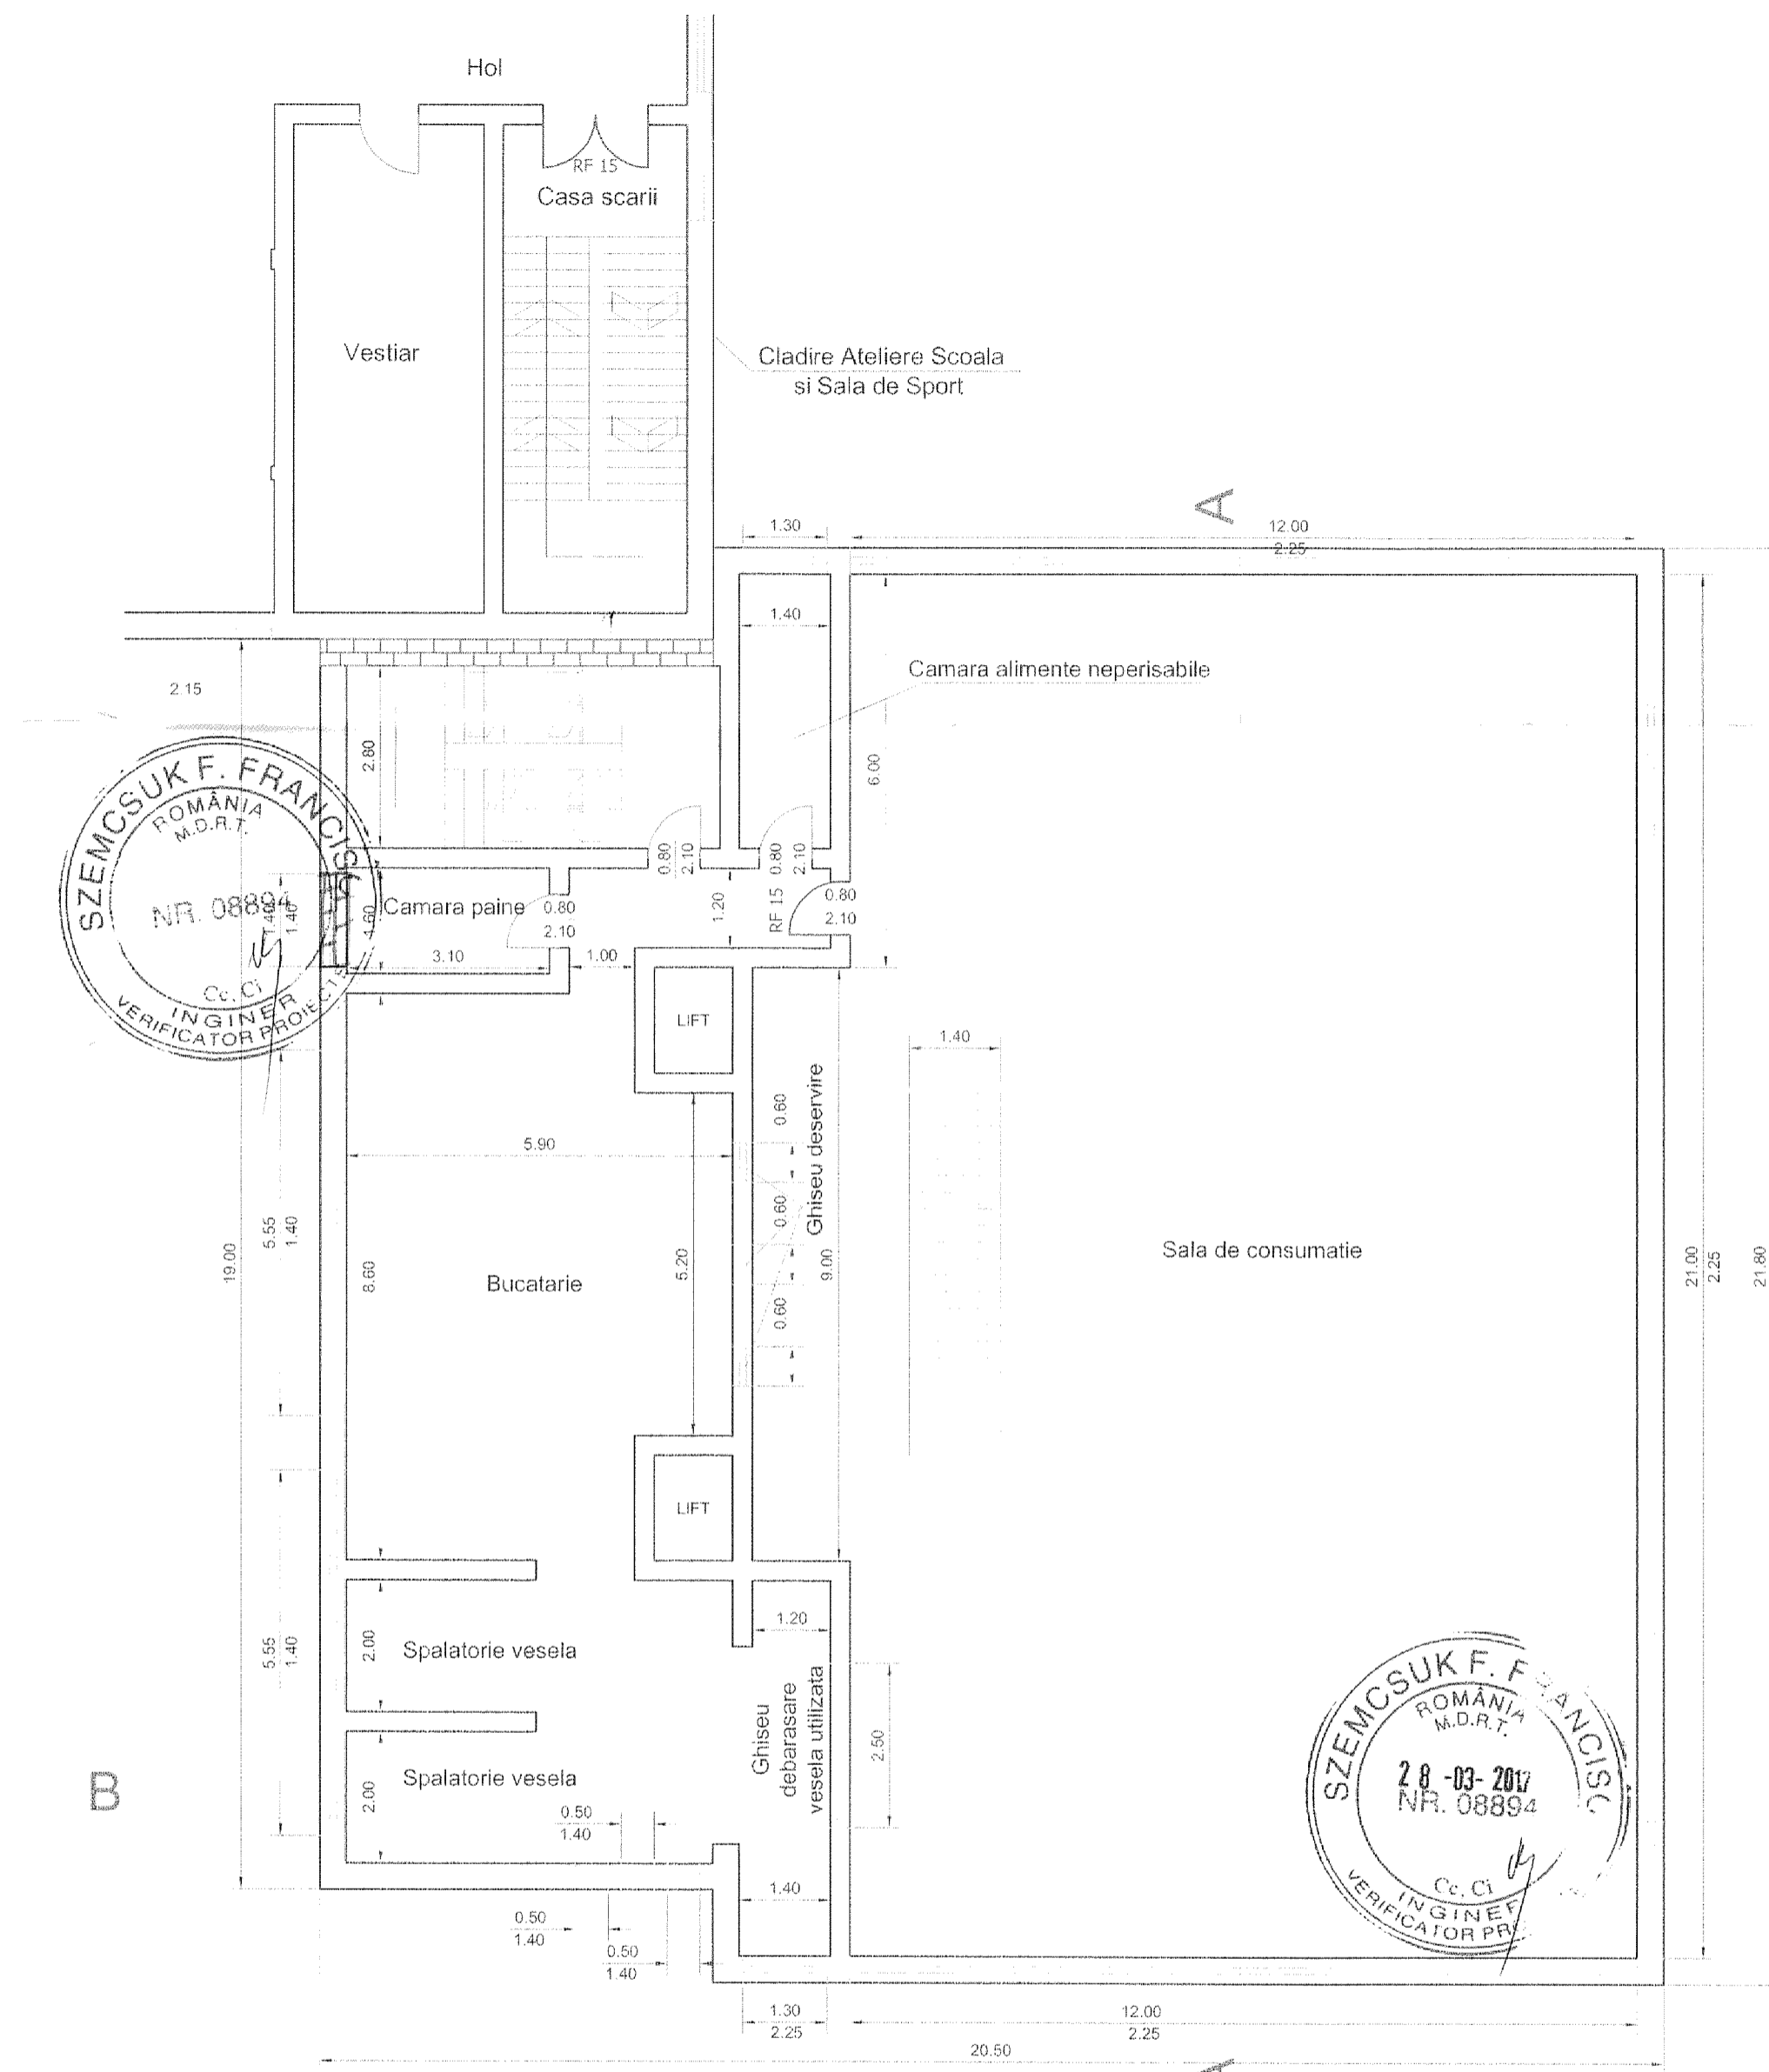 Hol
RF 15
Casa scarii
Vestiar
Cladire Ateliere Scoala
si Sala de Sport
A
1.30
12.00
2.25
1.40
Camara alimente neperisabile
2.15
2.80
6.00
SZEMCSUK F. FRANCISC
ROMÂNIA
M.D.R.T.
NR. 08894
Cc, Ci
INGINER
VERIFICATOR PROIECTE
1.40
1.40
1.60
Camara paine
0.80
2.10
3.10
1.00
0.80
2.10
1.20
0.80
2.10
RF 15
0.80
2.10
LIFT
1.40
Ghiseu deservire
0.60
0.60
0.60
5.90
5.20
9.00
19.00
5.55
1.40
8.60
Bucatarie
Sala de consumatie
21.00
2.25
21.80
LIFT
1.20
5.55
1.40
2.00
Spalatorie vesela
Ghiseu
debarasare
vesela utilizata
2.50
B
2.00
Spalatorie vesela
0.50
1.40
1.40
0.50
1.40
0.50
1.40
SZEMCSUK F. FRANCISC
ROMÂNIA
M.D.R.T.
28 -03- 2017
NR. 08894
Cc, Ci
INGINER
VERIFICATOR PR
1.30
2.25
12.00
2.25
20.50